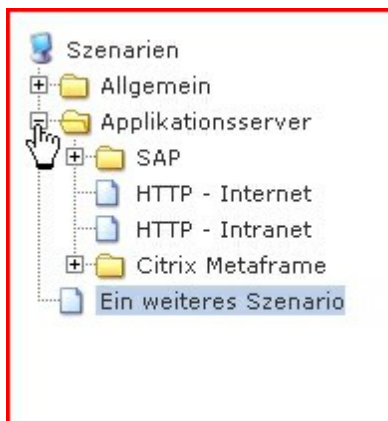 Szenarien
Allgemein
Applikationsserver
SAP
HTTP - Internet
HTTP - Intranet
Citrix Metaframe
Ein weiteres Szenario